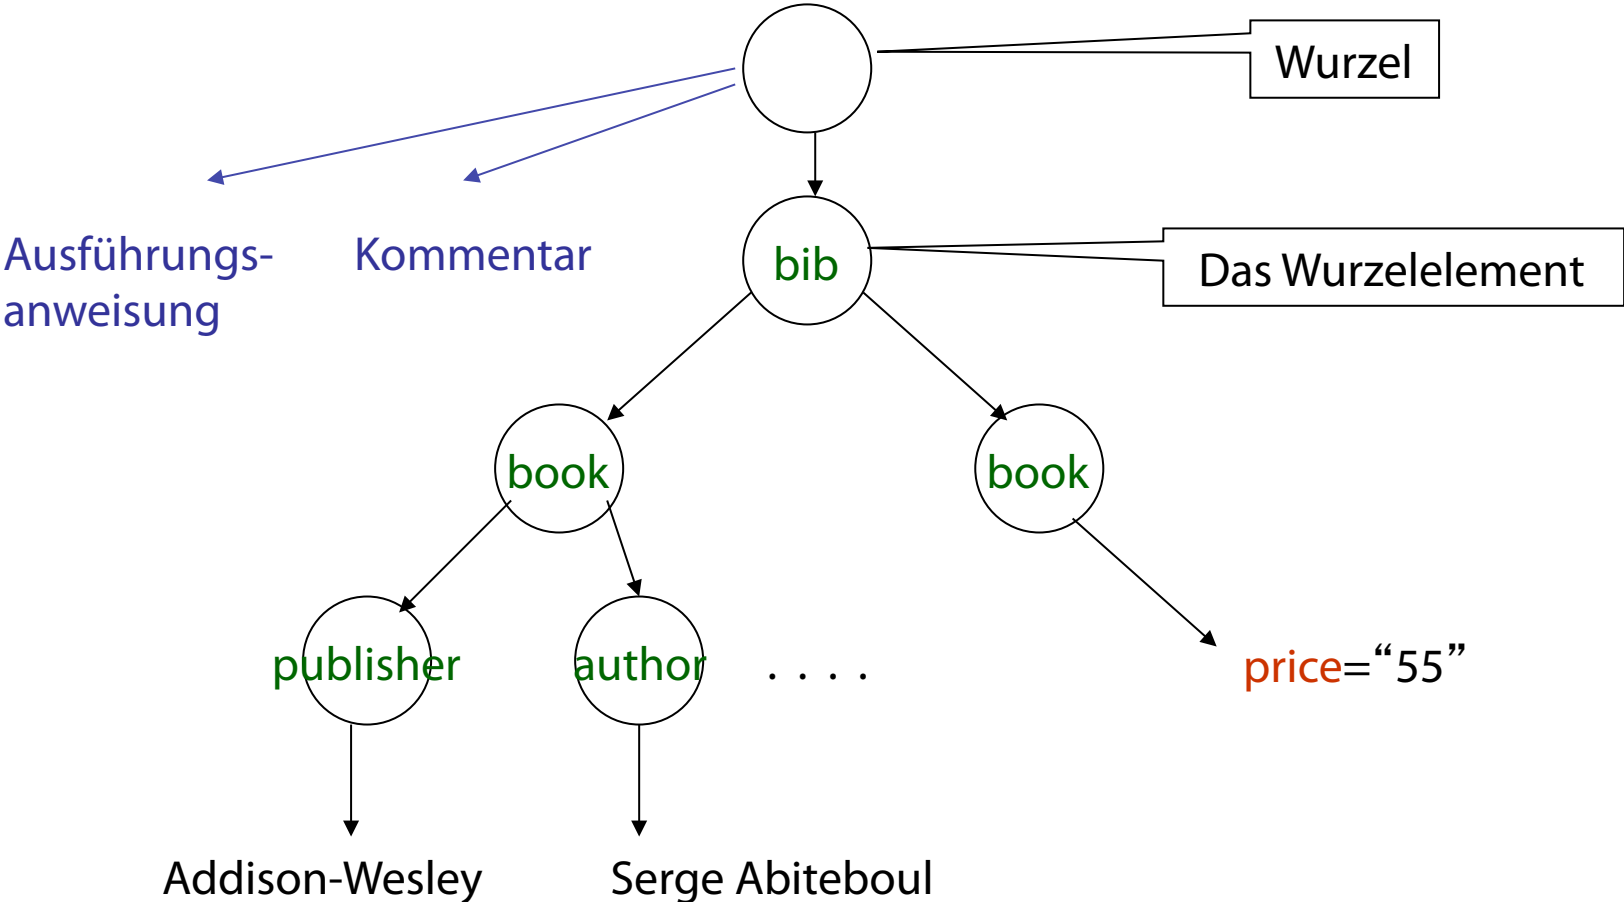 Wurzel
Ausführungs-
anweisung
Kommentar
bib
Das Wurzelelement
book
book
publisher
author
. . . .
price=“55”
Addison-Wesley
Serge Abiteboul